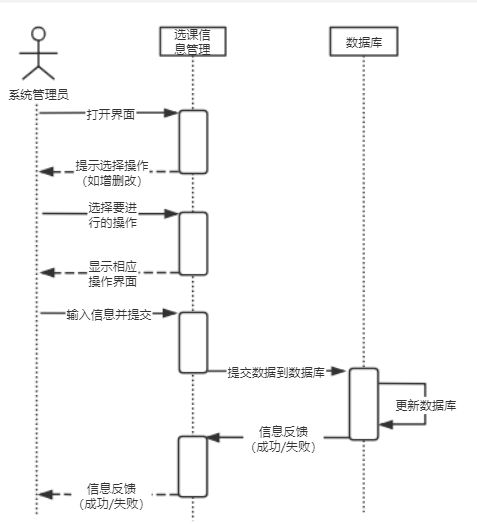 选课信
息管理
数据库
系统管理员
打开界面
提示选择操作
（如增删改）
选择要进
行的操作
显示相应
操作界面
输入信息并提交
提交数据到数据库
更新数据库
信息反馈
（成功/失败）
信息反馈
（成功/失败）